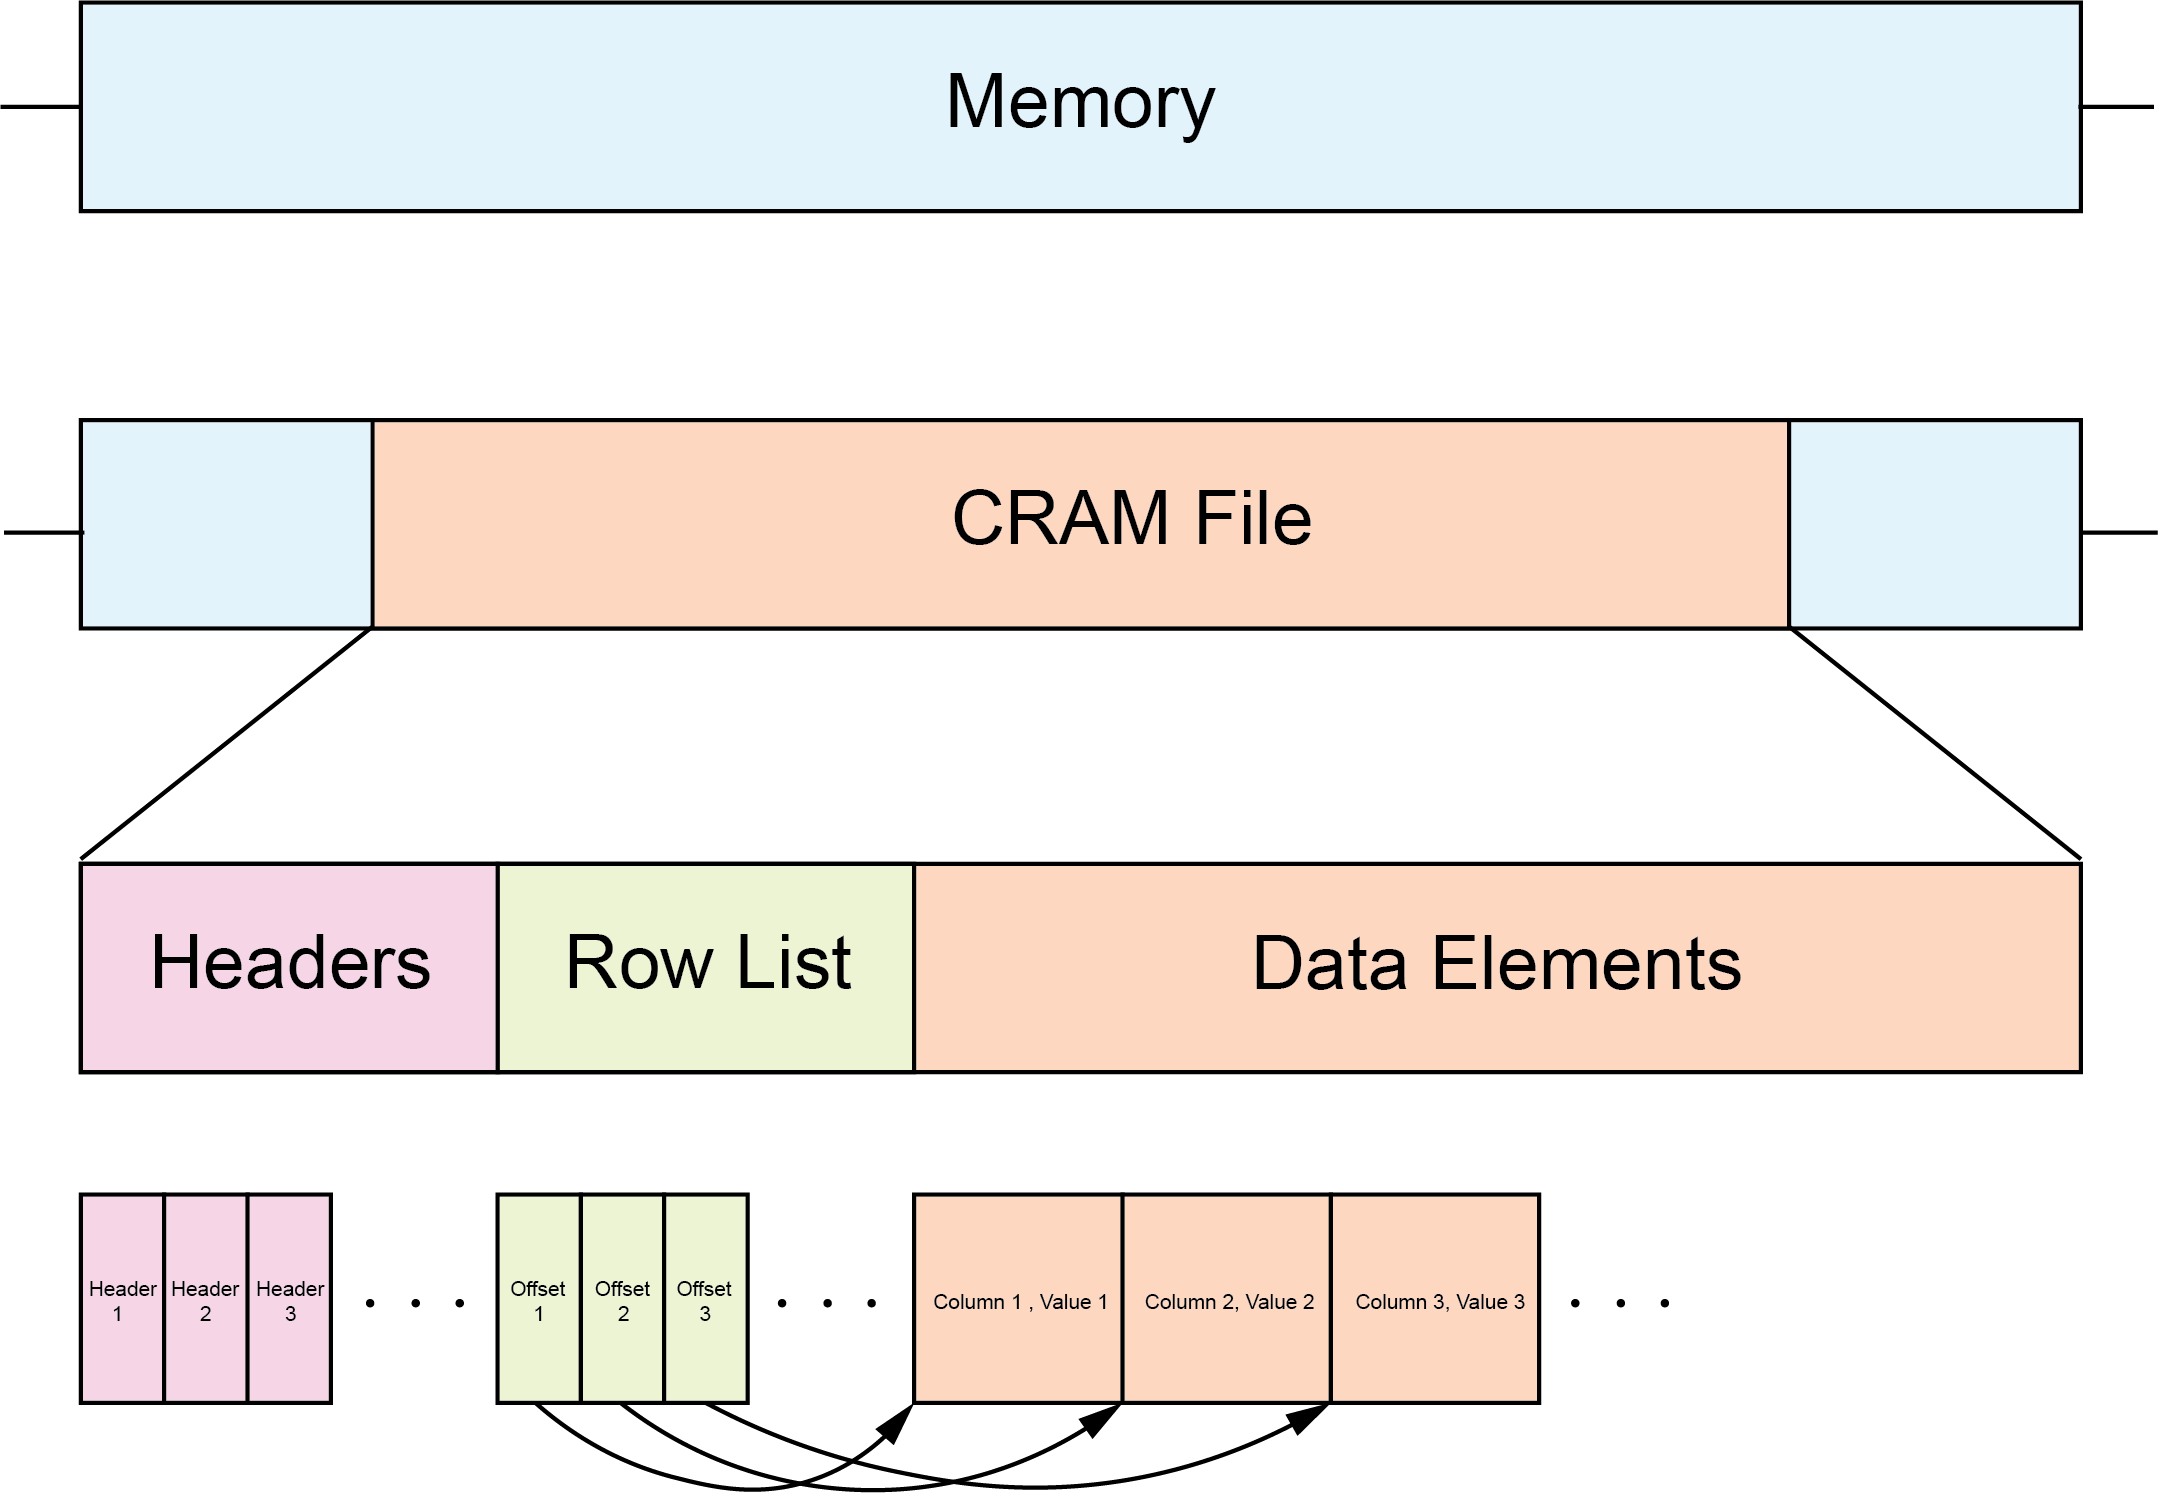 Memory
CRAM File
Headers
Row List
Data Elements
Header
1
Header
2
Header
3
Offset
1
Offset
2
Offset
3
Column 1 , Value 1
Column 2, Value 2
Column 3, Value 3